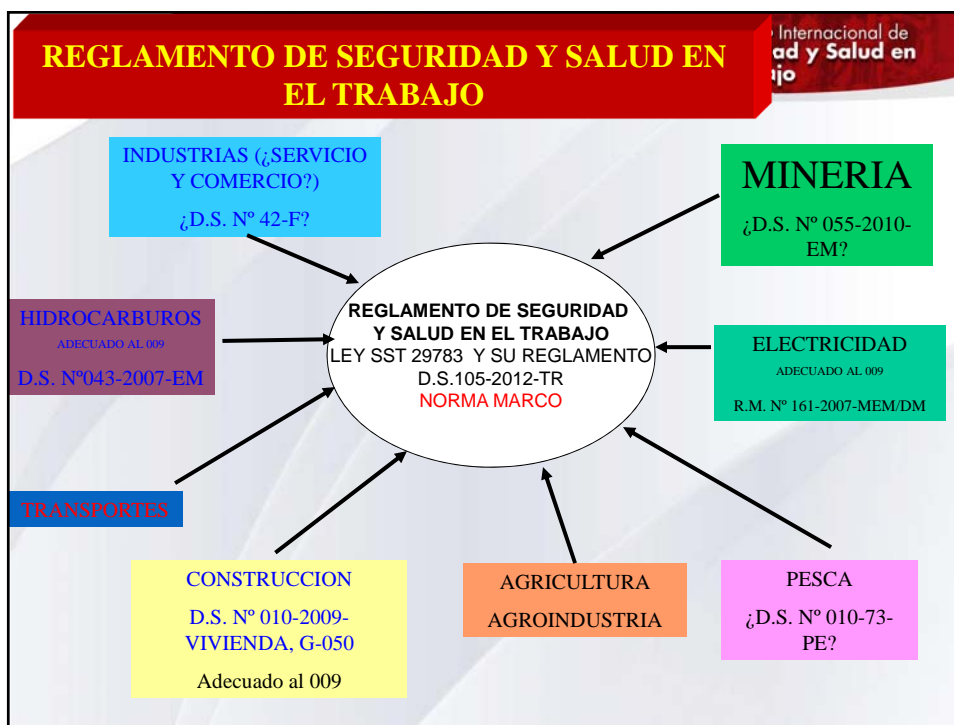 REGLAMENTO DE SEGURIDAD Y SALUD EN
EL TRABAJO
Internacional de
ad y Salud en
ajo
INDUSTRIAS (¿SERVICIO
Y COMERCIO?)
¿D.S. Nº 42-F?
MINERIA
¿D.S. Nº 055-2010-
EM?
HIDROCARBUROS
ADECUADO AL 009
D.S. Nº043-2007-EM
REGLAMENTO DE SEGURIDAD
Y SALUD EN EL TRABAJO
LEY SST 29783 Y SU REGLAMENTO
D.S.105-2012-TR
NORMA MARCO
ELECTRICIDAD
ADECUADO AL 009
R.M. Nº 161-2007-MEM/DM
TRANSPORTES
CONSTRUCCION
D.S. Nº 010-2009-
VIVIENDA, G-050
Adecuado al 009
AGRICULTURA
AGROINDUSTRIA
PESCA
¿D.S. Nº 010-73-
PE?